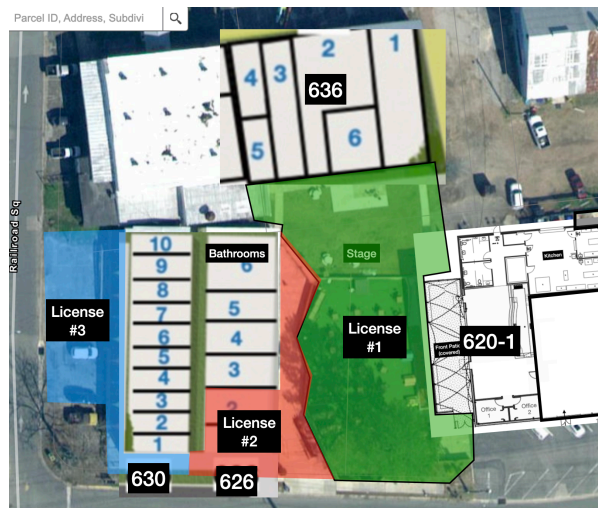 Parcel ID, Address, Subdivi
1
2
3
4
636
5
6
Railroad Sq
10
9
8
7
6
5
4
3
2
1
Bathrooms
6
5
4
3
2
Stage
License
#3
License
#1
License
#2
Kitchen
Front Patio
(covered)
620-1
Office
1
Office
2
630
626